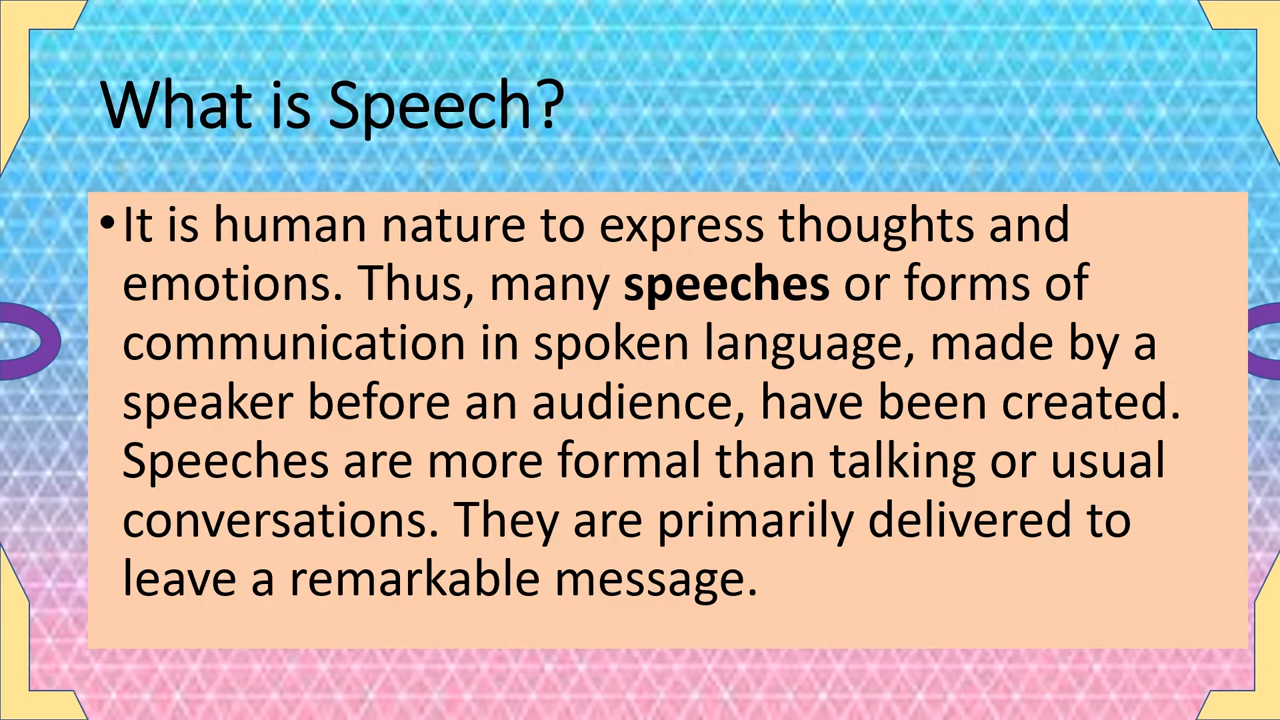 What is Speech?
•It is human nature to express thoughts and
emotions. Thus, many speeches or forms of
communication in spoken language, made by a
speaker before an audience, have been created.
Speeches are more formal than talking or usual
conversations. They are primarily delivered to
leave a remarkable message.